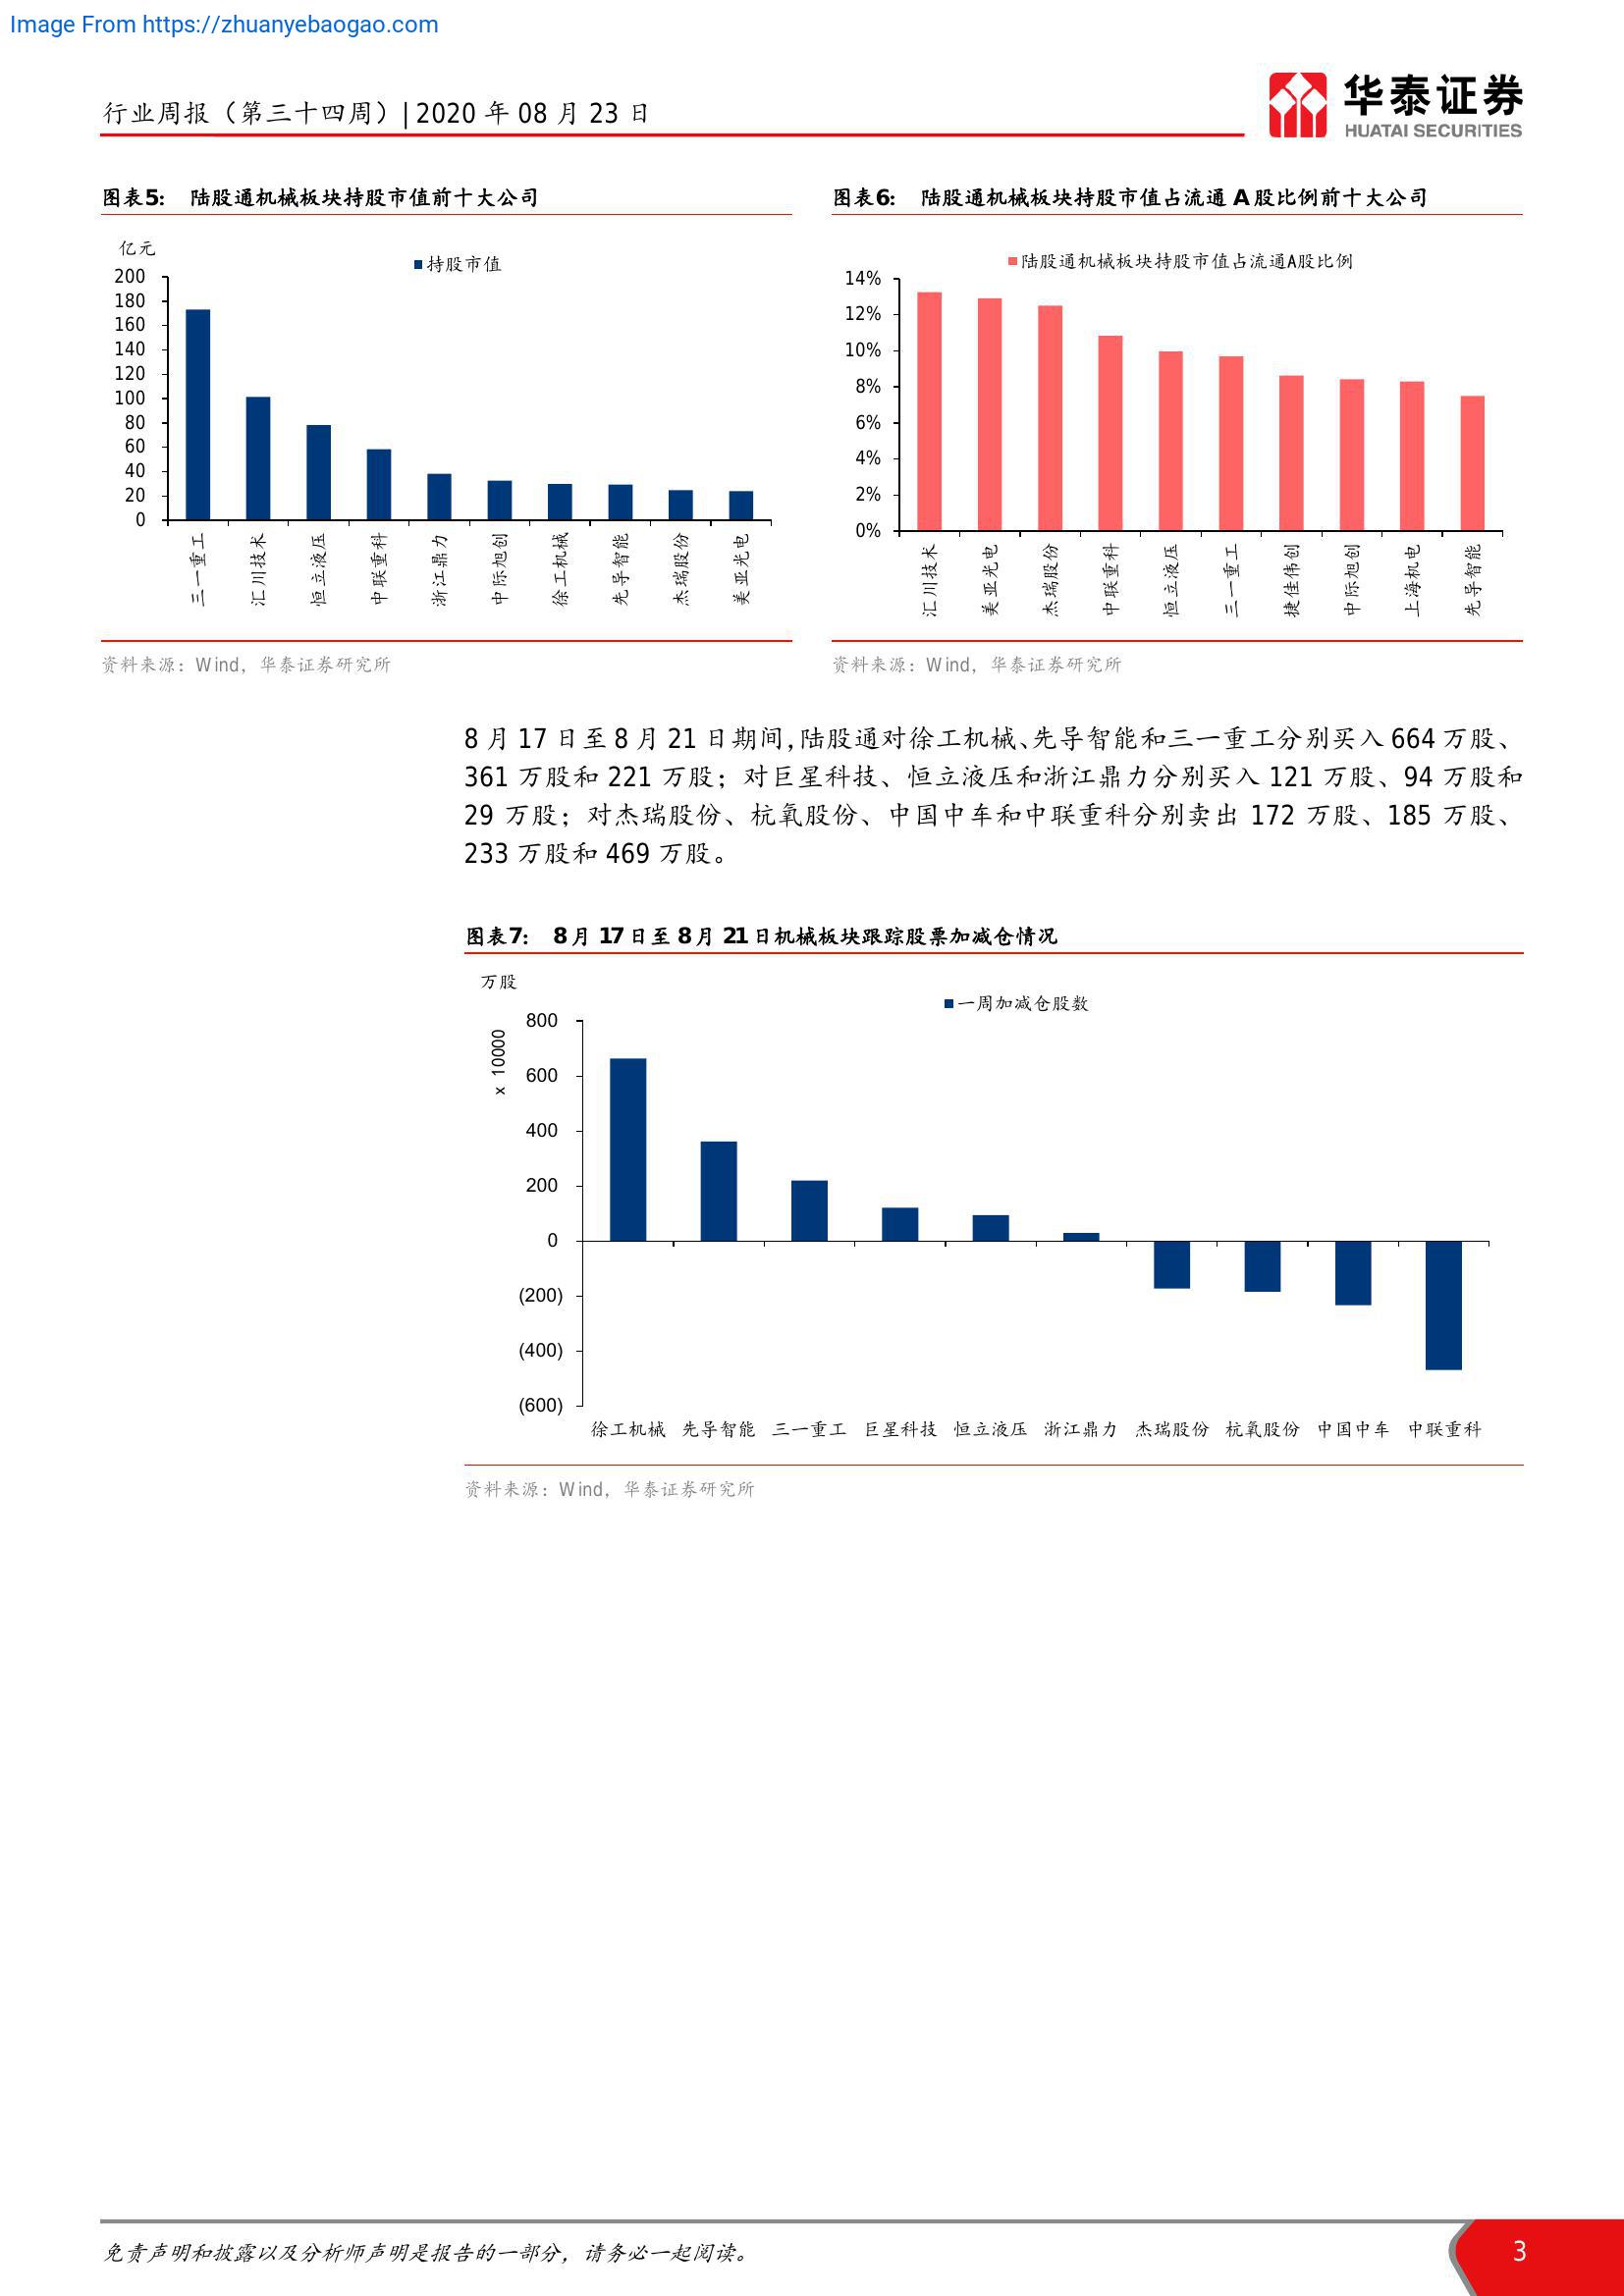 Image From https://zhuanyebaogao.com
行业周报（第三十四周）| 2020 年 08 月 23 日
华泰证券
HUATAI SECURITIES
图表5: 陆股通机械板块持股市值前十大公司
亿元
持股市值
200
180
160
140
120
100
80
60
40
20
0
三一重工
汇川技术
恒立液压
中联重科
浙江鼎力
中际旭创
徐工机械
先导智能
杰瑞股份
美亚光电
资料来源：Wind，华泰证券研究所
图表6: 陆股通机械板块持股市值占流通 A 股比例前十大公司
陆股通机械板块持股市值占流通A股比例
14%
12%
10%
8%
6%
4%
2%
0%
汇川技术
美亚光电
杰瑞股份
中联重科
恒立液压
三一重工
捷佳伟创
中际旭创
上海机电
先导智能
资料来源：Wind，华泰证券研究所
8 月 17 日至 8 月 21 日期间，陆股通对徐工机械、先导智能和三一重工分别买入 664 万股、
361 万股和 221 万股；对巨星科技、恒立液压和浙江鼎力分别买入 121 万股、94 万股和
29 万股；对杰瑞股份、杭氧股份、中国中车和中联重科分别卖出 172 万股、185 万股、
233 万股和 469 万股。
图表7: 8 月 17 日至 8 月 21 日机械板块跟踪股票加减仓情况
万股
一周加减仓股数
x 10000
800
600
400
200
0
(200)
(400)
(600)
徐工机械 先导智能 三一重工 巨星科技 恒立液压 浙江鼎力 杰瑞股份 杭氧股份 中国中车 中联重科
资料来源：Wind，华泰证券研究所
免责声明和披露以及分析师声明是报告的一部分，请务必一起阅读。
3